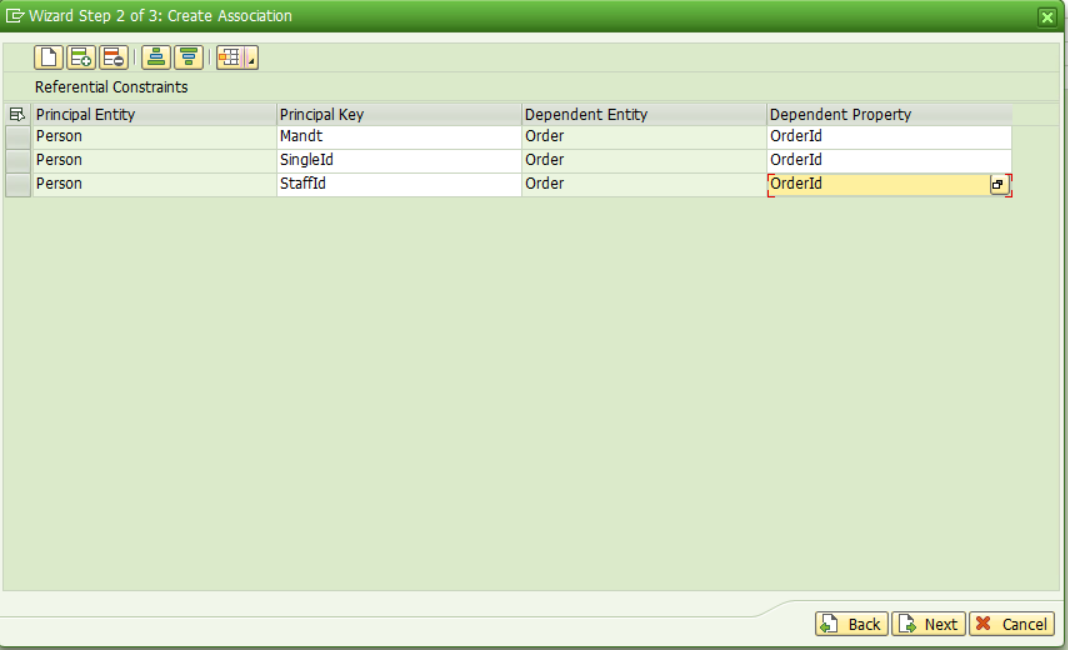 Wizard Step 2 of 3: Create Association
Referential Constraints
Principal Entity Principal Key Dependent Entity Dependent Property
Person Mandt Order OrderId
Person SingleId Order OrderId
Person StaffId Order OrderId
Back Next Cancel